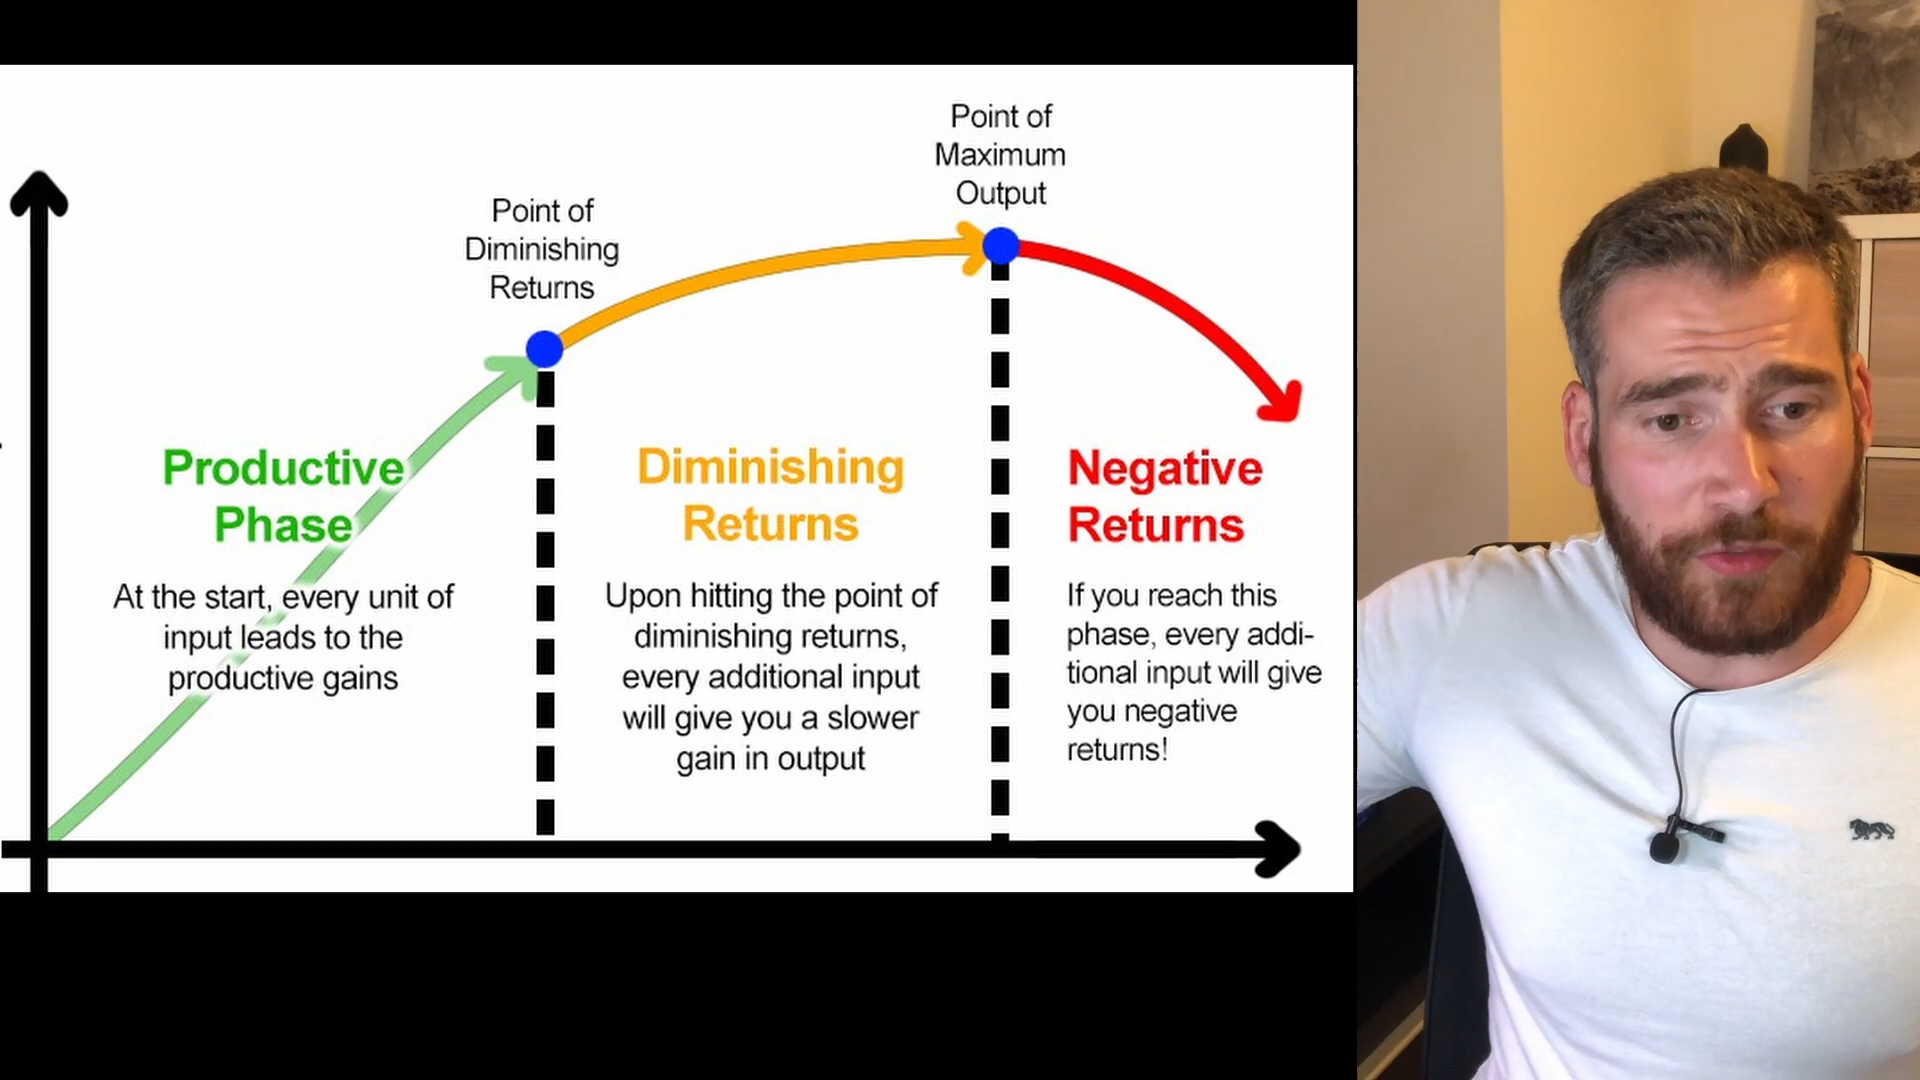 Point of
Maximum
Output
Point of
Diminishing
Returns
Productive
Phase
At the start, every unit of
input leads to the
productive gains
Diminishing
Returns
Upon hitting the point of
diminishing returns,
every additional input
will give you a slower
gain in output
Negative
Returns
If you reach this
phase, every addi-
tional input will give
you negative
returns!